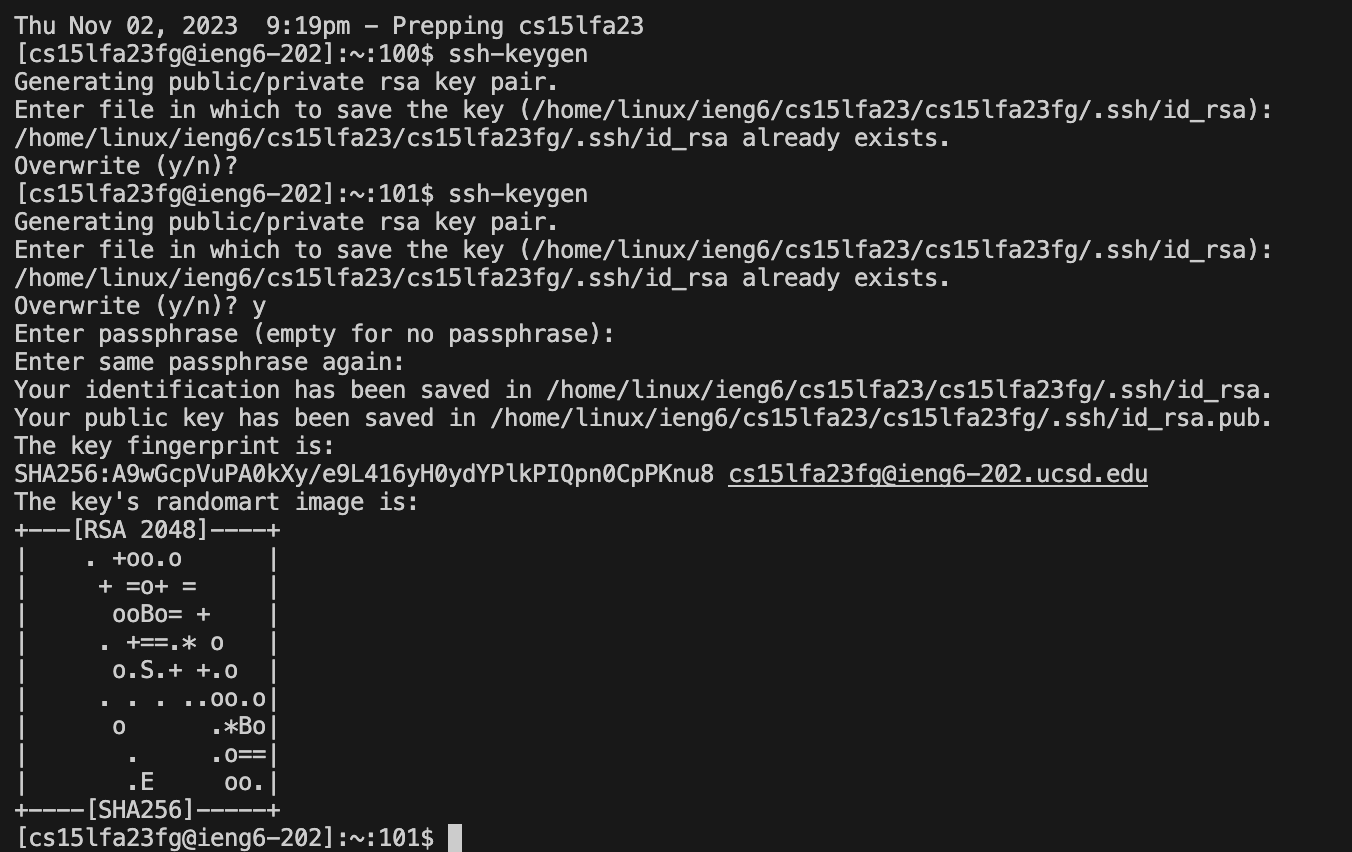 Thu Nov 02, 2023  9:19pm - Prepping cs15lfa23
[cs15lfa23fg@ieng6-202]:~:100$ ssh-keygen
Generating public/private rsa key pair.
Enter file in which to save the key (/home/linux/ieng6/cs15lfa23/cs15lfa23fg/.ssh/id_rsa):
/home/linux/ieng6/cs15lfa23/cs15lfa23fg/.ssh/id_rsa already exists.
Overwrite (y/n)?
[cs15lfa23fg@ieng6-202]:~:101$ ssh-keygen
Generating public/private rsa key pair.
Enter file in which to save the key (/home/linux/ieng6/cs15lfa23/cs15lfa23fg/.ssh/id_rsa):
/home/linux/ieng6/cs15lfa23/cs15lfa23fg/.ssh/id_rsa already exists.
Overwrite (y/n)? y
Enter passphrase (empty for no passphrase):
Enter same passphrase again:
Your identification has been saved in /home/linux/ieng6/cs15lfa23/cs15lfa23fg/.ssh/id_rsa.
Your public key has been saved in /home/linux/ieng6/cs15lfa23/cs15lfa23fg/.ssh/id_rsa.pub.
The key fingerprint is:
SHA256:A9wGcpVuPA0kXy/e9L416yH0ydYPlkPIQpn0CpPKnu8 cs15lfa23fg@ieng6-202.ucsd.edu
The key's randomart image is:
+---[RSA 2048]----+
|    . +oo.o      |
|     + =o+ =     |
|      ooBo= +    |
|     . +==.* o   |
|      o.S.+ +.o  |
|     . . . ..oo.o|
|      o      .*Bo|
|       .     .o==|
|       .E     oo.|
+----[SHA256]-----+
[cs15lfa23fg@ieng6-202]:~:101$